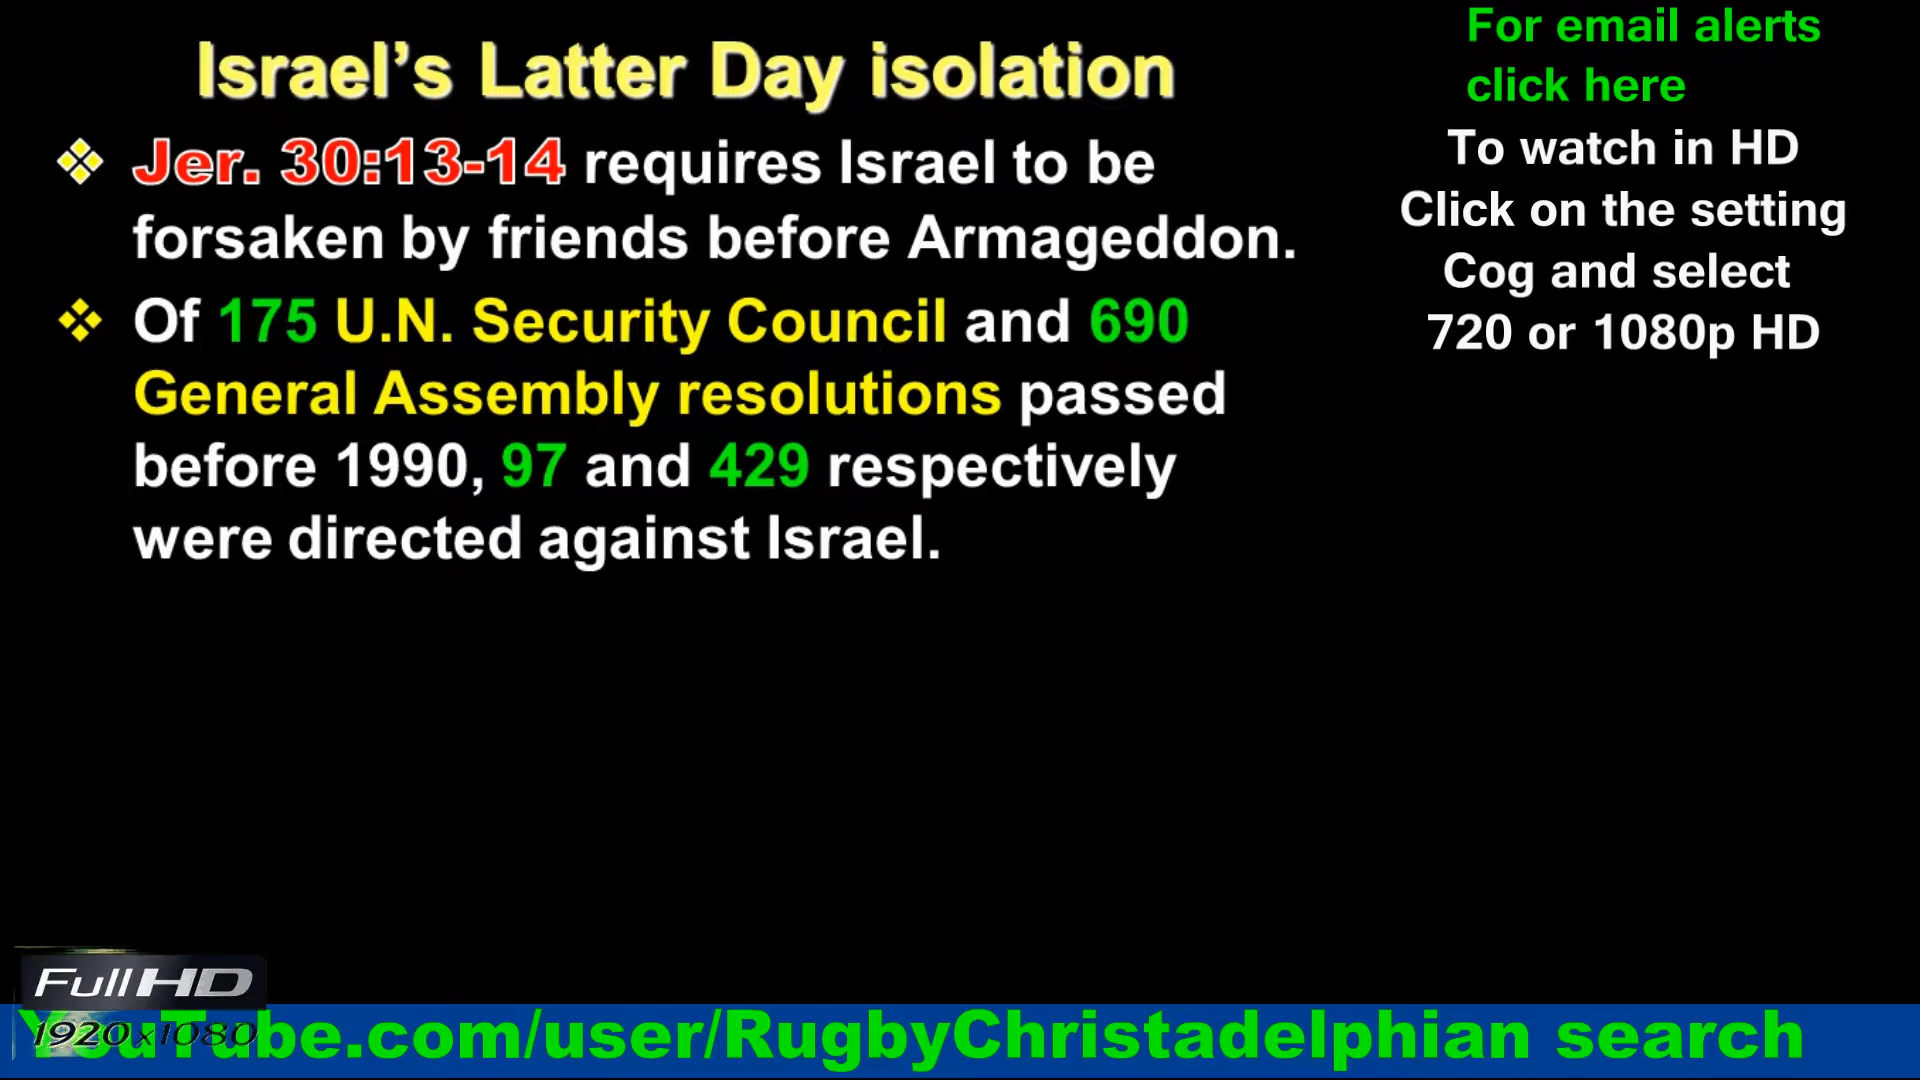 Israel’s Latter Day isolation
Jer. 30:13-14 requires Israel to be
forsaken by friends before Armageddon.
Of 175 U.N. Security Council and 690
General Assembly resolutions passed
before 1990, 97 and 429 respectively
were directed against Israel.
For email alerts
click here
To watch in HD
Click on the setting
Cog and select
720 or 1080p HD
Full HD
1920x1080
YouTube.com/user/RugbyChristadelphian search